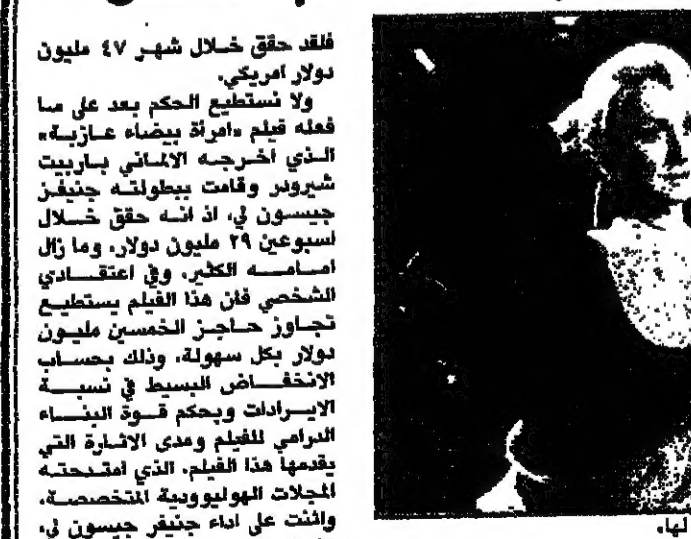 فلقد حقق خلال شهر ٤٧ مليون
دولار امريكي.
ولا نستطيع الحكم بعد على ما
فعله فيلم «امرأة بيضاء عازبة»
الذي اخرجه الالماني باربيت
شرودر وقامت ببطولته جنيفر
جيسون لي، اذ انه حقق خلال
اسبوعين ٢٩ مليون دولار، وما زال
امامه الكثير، وفي اعتقادي
الشخصي فان هذا الفيلم يستطيع
تجاوز حاجز الخمسين مليون
دولار بكل سهولة، وذلك بحساب
الانخفاض البسيط في نسبة
الايرادات وبحكم قوة البناء
الدرامي للفيلم ومدى الاثارة التي
يقدمها هذا الفيلم، الذي امتدحته
المجلات الهوليوودية المتخصصة،
واثنت على اداء جنيفر جيسون لي،
لها،